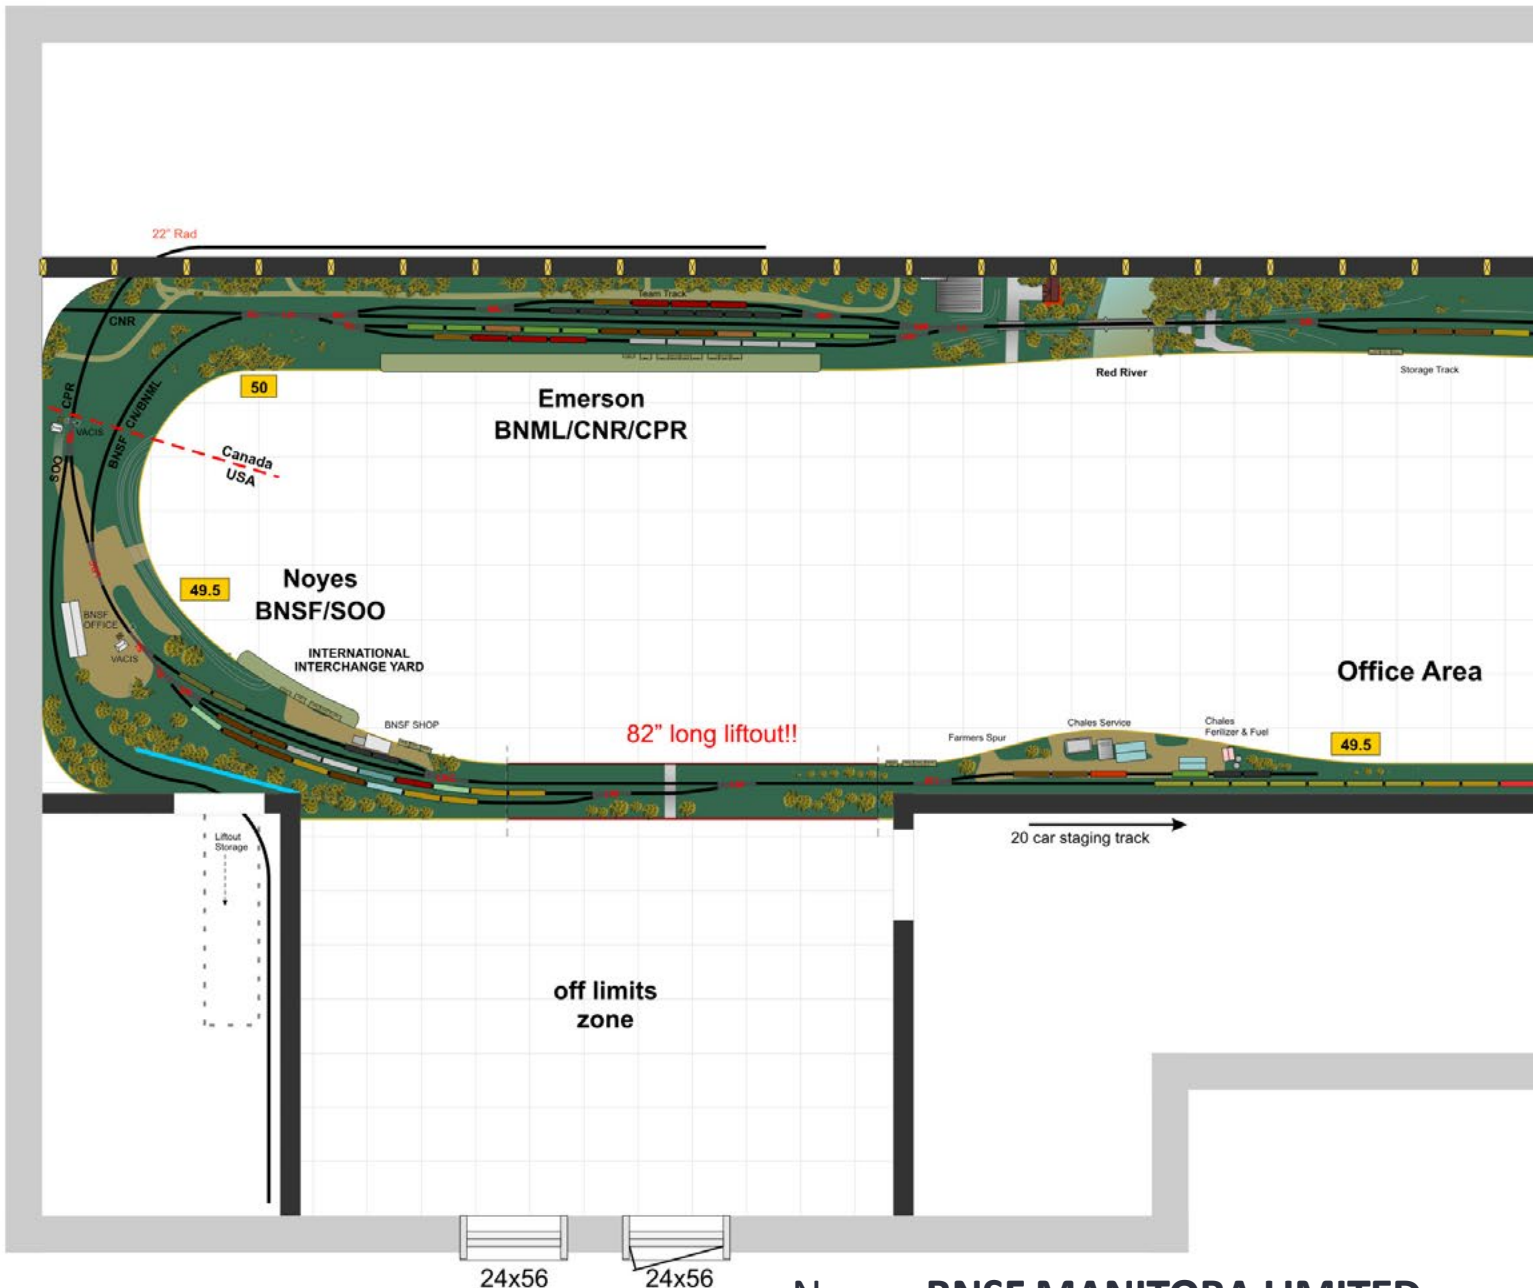 22" Rad
Team Track
CNR
CPR
50
BNSF
CN/BNML
VACIS
SOO
Canada
USA
Emerson
BNML/CNR/CPR
Red River
Storage Track
49.5
Noyes
BNSF/SOO
BNSF
OFFICE
VACIS
INTERNATIONAL
INTERCHANGE YARD
BNSF SHOP
82" long liftout!!
Farmers Spur
Chales Service
Chales
Ferilizer & Fuel
Office Area
49.5
20 car staging track
Liftout
Storage
off limits
zone
24x56
24x56
BNSF MANITOBA LIMITED